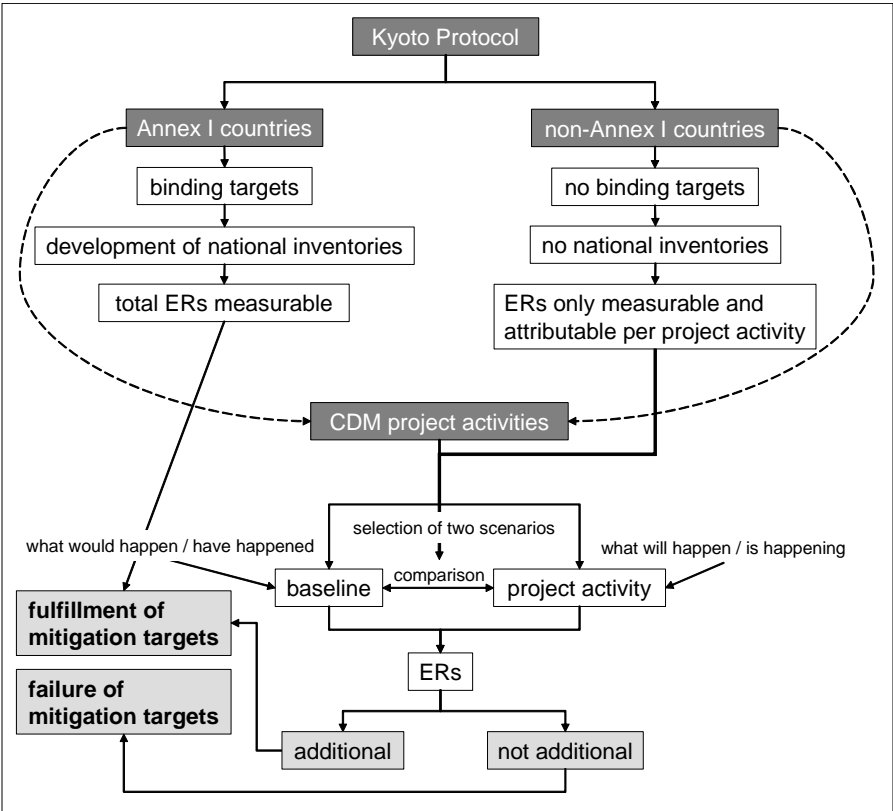 Kyoto Protocol
Annex I countries
non-Annex I countries
binding targets
no binding targets
development of national inventories
no national inventories
total ERs measurable
ERs only measurable and
attributable per project activity
CDM project activities
selection of two scenarios
what would happen / have happened
what will happen / is happening
baseline
comparison
project activity
fulfillment of
mitigation targets
ERs
failure of
mitigation targets
additional
not additional